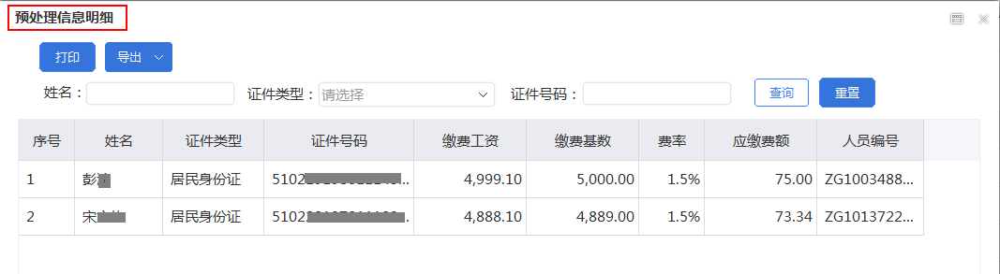 预处理信息明细
打印 导出
姓名： 证件类型： 请选择 证件号码： 查询 重置
序号 姓名 证件类型 证件号码 缴费工资 缴费基数 费率 应缴费额 人员编号
1 彭 居民身份证 5102 4,999.10 5,000.00 1.5% 75.00 ZG1003488...
2 宋 居民身份证 5102 4,888.10 4,889.00 1.5% 73.34 ZG1013722...